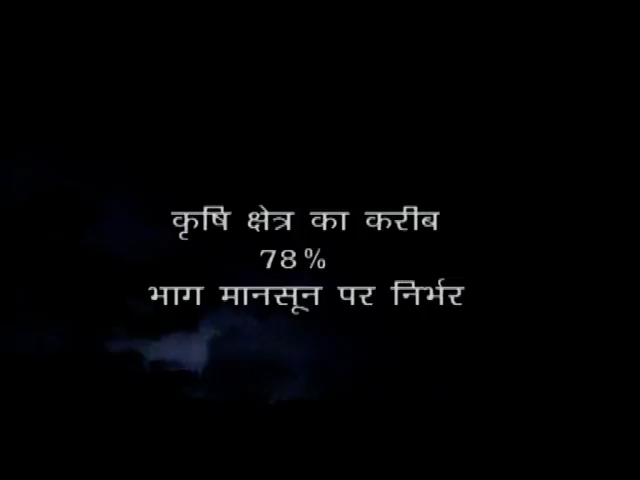 कृषि क्षेत्र का करीब
78%
भाग मानसून पर निर्भर